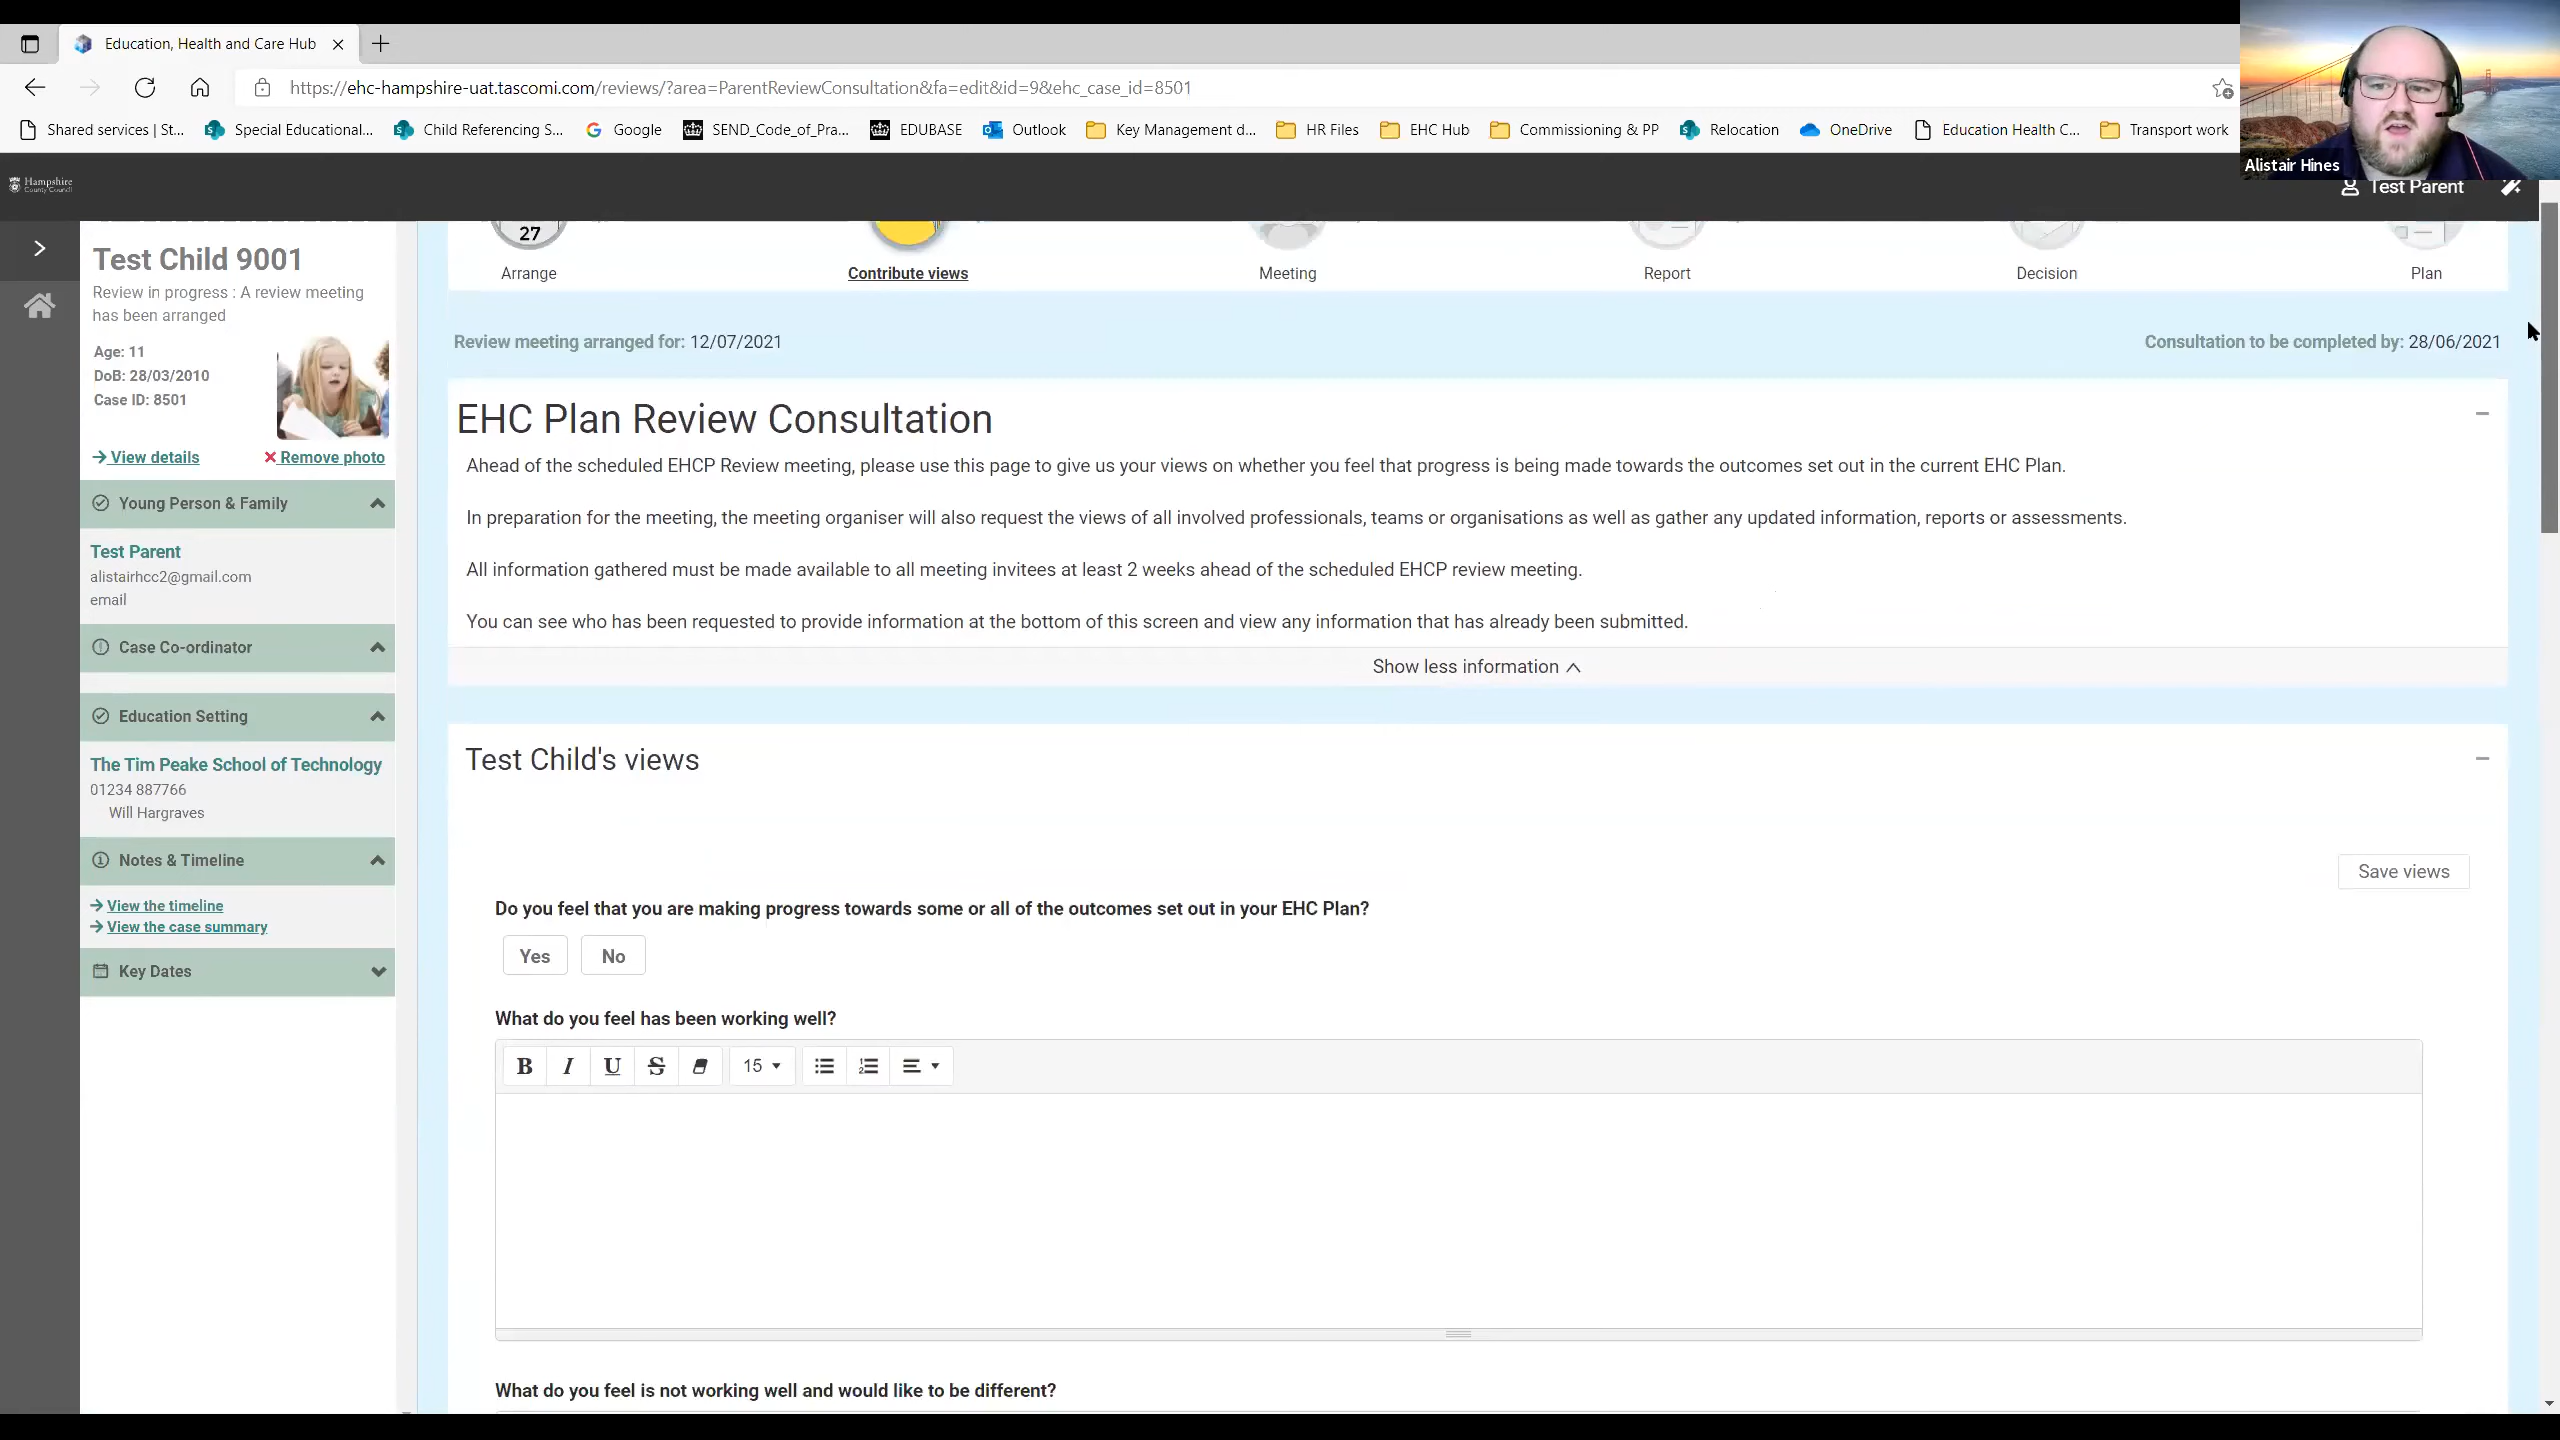 Education, Health and Care Hub
https://ehc-hampshire-uat.tascomi.com/reviews/?area=ParentReviewConsultation&fa=edit&id=9&ehc_case_id=8501
Shared services | St... Special Educational... Child Referencing S... Google SEND_Code_of_Pra... EDUBASE Outlook Key Management d... HR Files EHC Hub Commissioning & PP Relocation OneDrive Education Health C... Transport work
Alistair Hines
Hampshire
County Council
Test Parent
27
Arrange Contribute views Meeting Report Decision Plan
Test Child 9001
Review in progress : A review meeting
has been arranged
Age: 11
DoB: 28/03/2010
Case ID: 8501
View details Remove photo
Young Person & Family
Test Parent
alistairhcc2@gmail.com
email
Case Co-ordinator
Education Setting
The Tim Peake School of Technology
01234 887766
Will Hargraves
Notes & Timeline
View the timeline
View the case summary
Key Dates
Review meeting arranged for: 12/07/2021
Consultation to be completed by: 28/06/2021
EHC Plan Review Consultation
Ahead of the scheduled EHCP Review meeting, please use this page to give us your views on whether you feel that progress is being made towards the outcomes set out in the current EHC Plan.
In preparation for the meeting, the meeting organiser will also request the views of all involved professionals, teams or organisations as well as gather any updated information, reports or assessments.
All information gathered must be made available to all meeting invitees at least 2 weeks ahead of the scheduled EHCP review meeting.
You can see who has been requested to provide information at the bottom of this screen and view any information that has already been submitted.
Show less information
Test Child's views
Save views
Do you feel that you are making progress towards some or all of the outcomes set out in your EHC Plan?
Yes No
What do you feel has been working well?
B I U S 15
What do you feel is not working well and would like to be different?